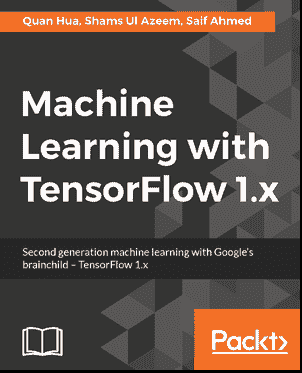 Quan Hua, Shams Ul Azeem, Saif Ahmed
Machine
Learning with
TensorFlow 1.x
Second generation machine learning with Google's
brainchild – TensorFlow 1.x
Packt>